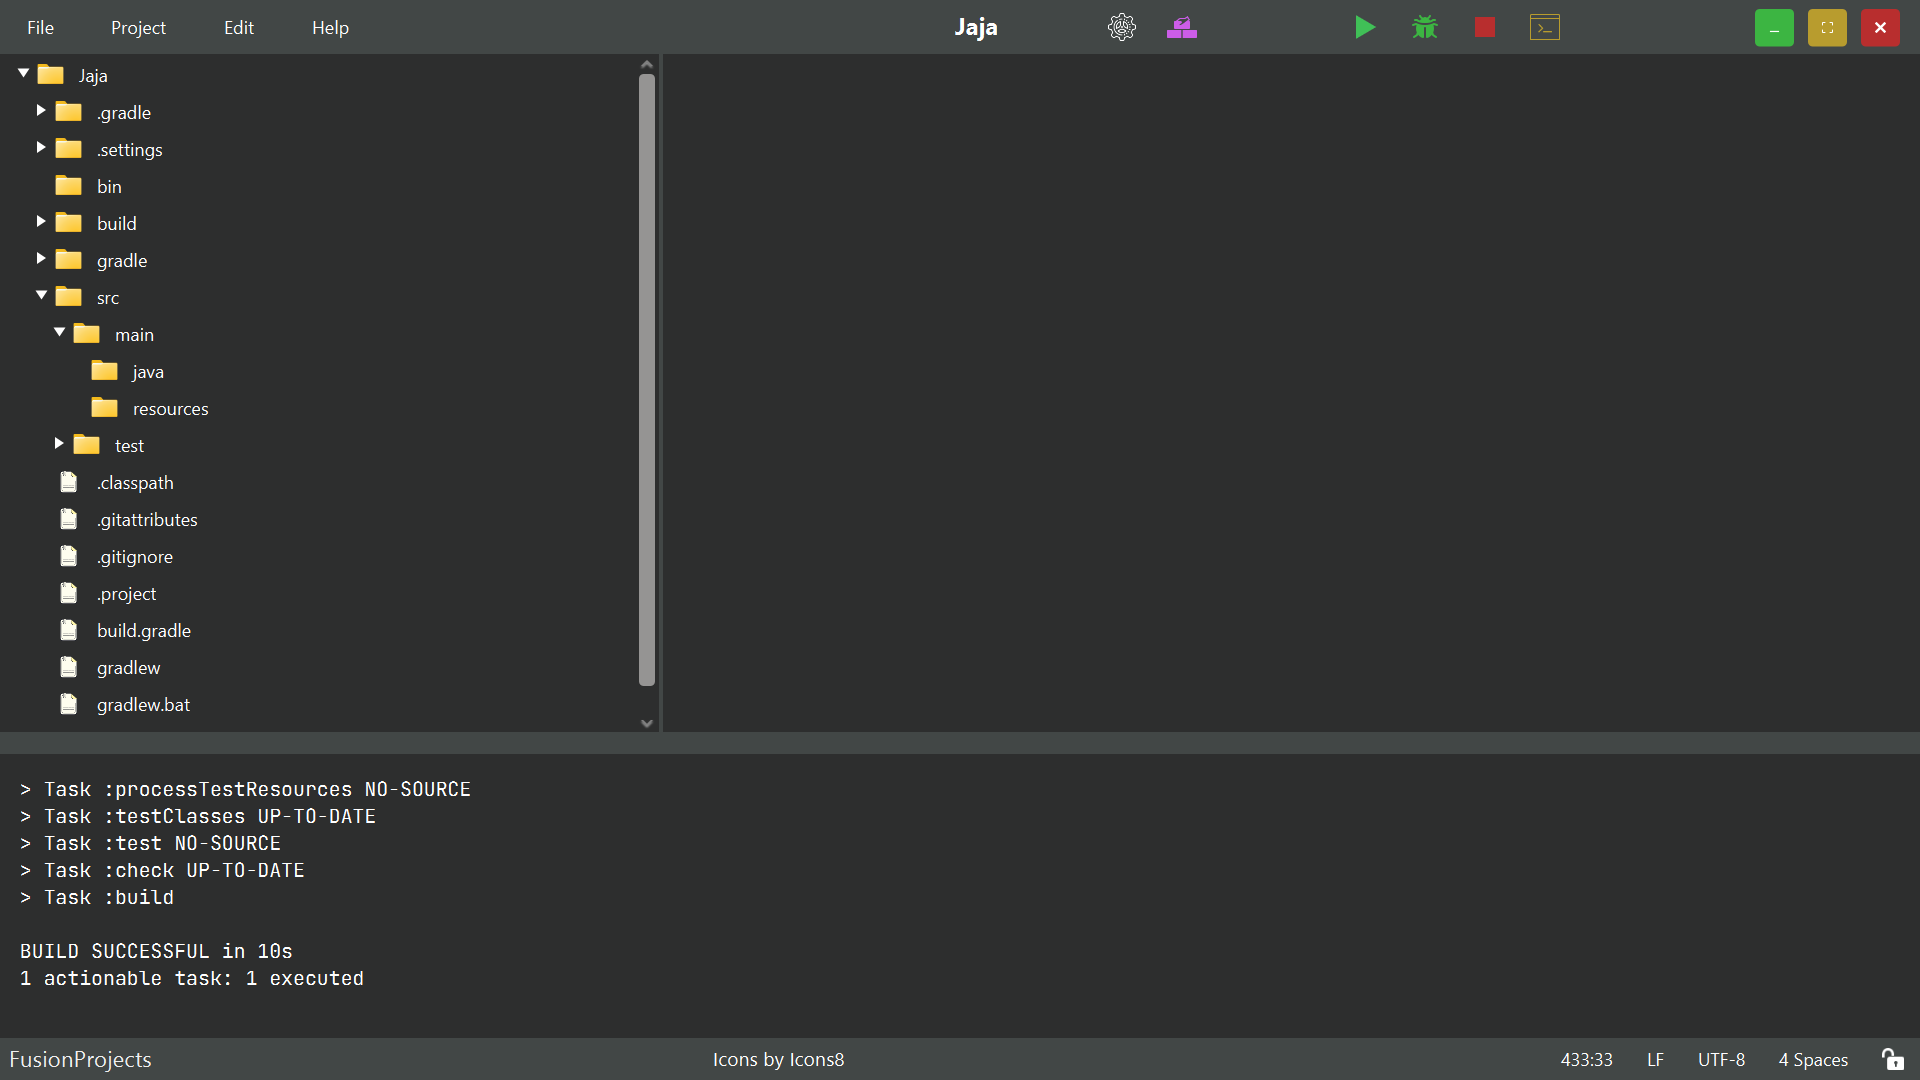 File Project Edit Help Jaja
Jaja
.gradle
.settings
bin
build
gradle
src
main
java
resources
test
.classpath
.gitattributes
.gitignore
.project
build.gradle
gradlew
gradlew.bat
> Task :processTestResources NO-SOURCE
> Task :testClasses UP-TO-DATE
> Task :test NO-SOURCE
> Task :check UP-TO-DATE
> Task :build
BUILD SUCCESSFUL in 10s
1 actionable task: 1 executed
FusionProjects Icons by Icons8 433:33 LF UTF-8 4 Spaces